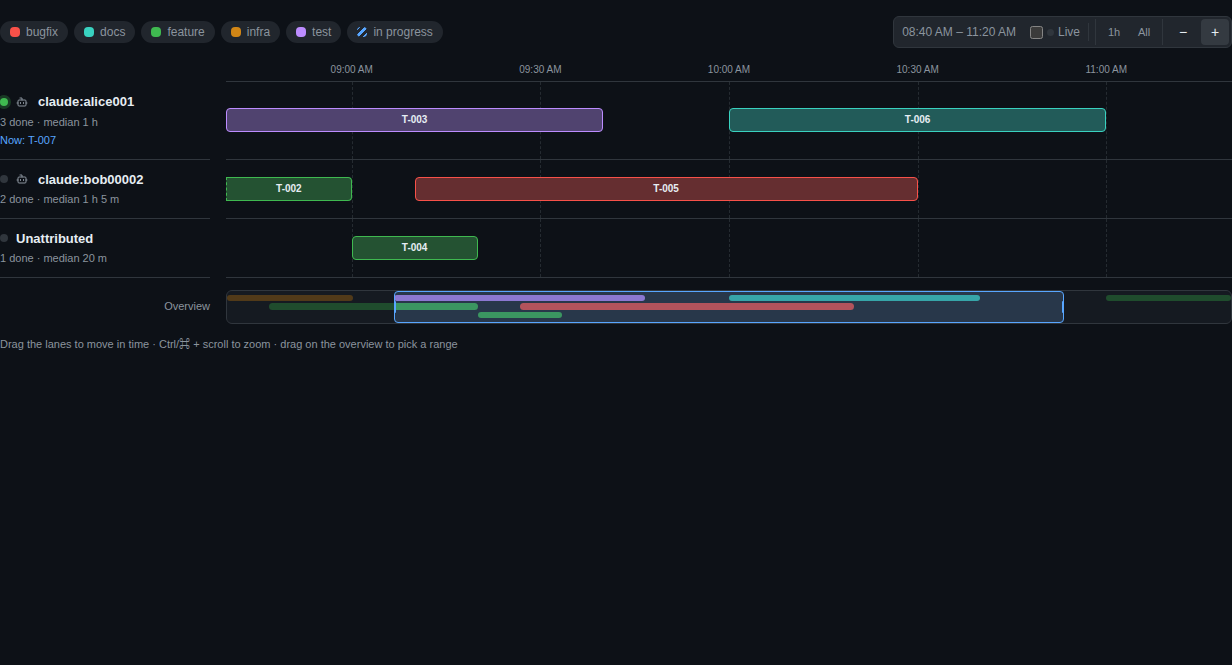 bugfix docs feature infra test in progress 08:40 AM – 11:20 AM Live 1h All − +
09:00 AM 09:30 AM 10:00 AM 10:30 AM 11:00 AM
claude:alice001
3 done · median 1 h
Now: T-007
T-003 T-006
claude:bob00002
2 done · median 1 h 5 m
T-002 T-005
Unattributed
1 done · median 20 m
T-004
Overview
Drag the lanes to move in time · Ctrl/⌘ + scroll to zoom · drag on the overview to pick a range